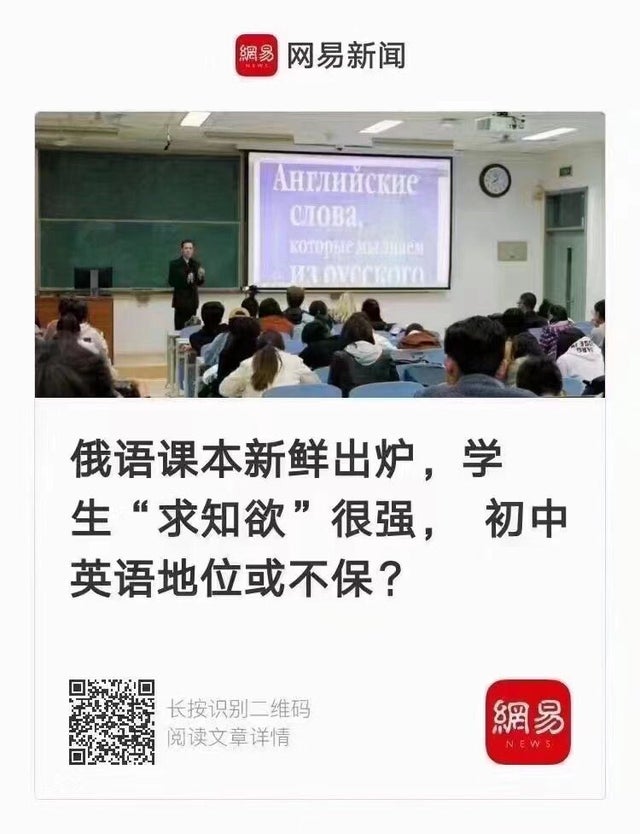 網易
NEWS
网易新闻
Английские
слова,
которые мы знаем
из русского
俄语课本新鲜出炉，学
生“求知欲”很强， 初中
英语地位或不保？
长按识别二维码
阅读文章详情
網易
NEWS